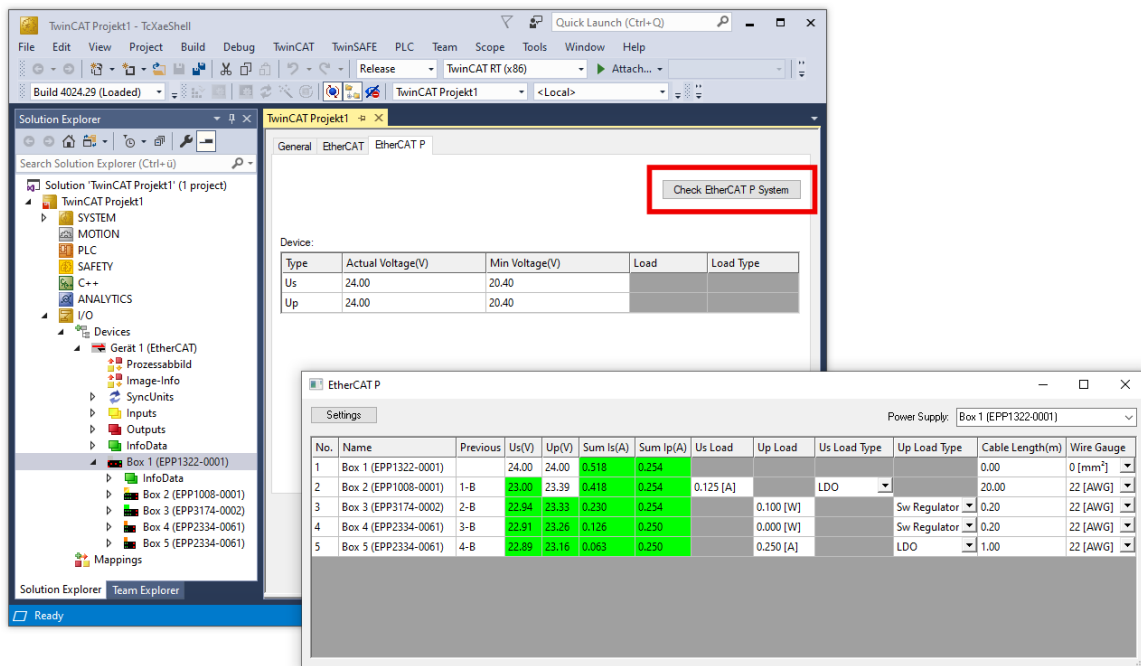 TwinCAT Projekt1 - TcXaeShell
Quick Launch (Ctrl+Q)
File Edit View Project Build Debug TwinCAT TwinSAFE PLC Team Scope Tools Window Help
Release TwinCAT RT (x86) Attach...
Build 4024.29 (Loaded) TwinCAT Projekt1 <Local>
Solution Explorer
Search Solution Explorer (Ctrl+ü)
Solution 'TwinCAT Projekt1' (1 project)
TwinCAT Projekt1
SYSTEM
MOTION
PLC
SAFETY
C++
ANALYTICS
I/O
Devices
Gerät 1 (EtherCAT)
Prozessabbild
Image-Info
SyncUnits
Inputs
Outputs
InfoData
Box 1 (EPP1322-0001)
InfoData
Box 2 (EPP1008-0001)
Box 3 (EPP3174-0002)
Box 4 (EPP2334-0061)
Box 5 (EPP2334-0061)
Mappings
Solution Explorer Team Explorer
Ready
TwinCAT Projekt1
General EtherCAT EtherCAT P
Check EtherCAT P System
Device:
Type Actual Voltage(V) Min Voltage(V) Load Load Type
Us 24.00 20.40
Up 24.00 20.40
EtherCAT P
Settings Power Supply: Box 1 (EPP1322-0001)
No. Name Previous Us(V) Up(V) Sum Is(A) Sum Ip(A) Us Load Up Load Us Load Type Up Load Type Cable Length(m) Wire Gauge
1 Box 1 (EPP1322-0001) 24.00 24.00 0.518 0.254 0.00 0 [mm²]
2 Box 2 (EPP1008-0001) 1-B 23.00 23.39 0.418 0.254 0.125 [A] LDO 20.00 22 [AWG]
3 Box 3 (EPP3174-0002) 2-B 22.94 23.33 0.230 0.254 0.100 [W] Sw Regulator 0.20 22 [AWG]
4 Box 4 (EPP2334-0061) 3-B 22.91 23.26 0.126 0.250 0.000 [W] Sw Regulator 0.20 22 [AWG]
5 Box 5 (EPP2334-0061) 4-B 22.89 23.16 0.063 0.250 0.250 [A] LDO 1.00 22 [AWG]